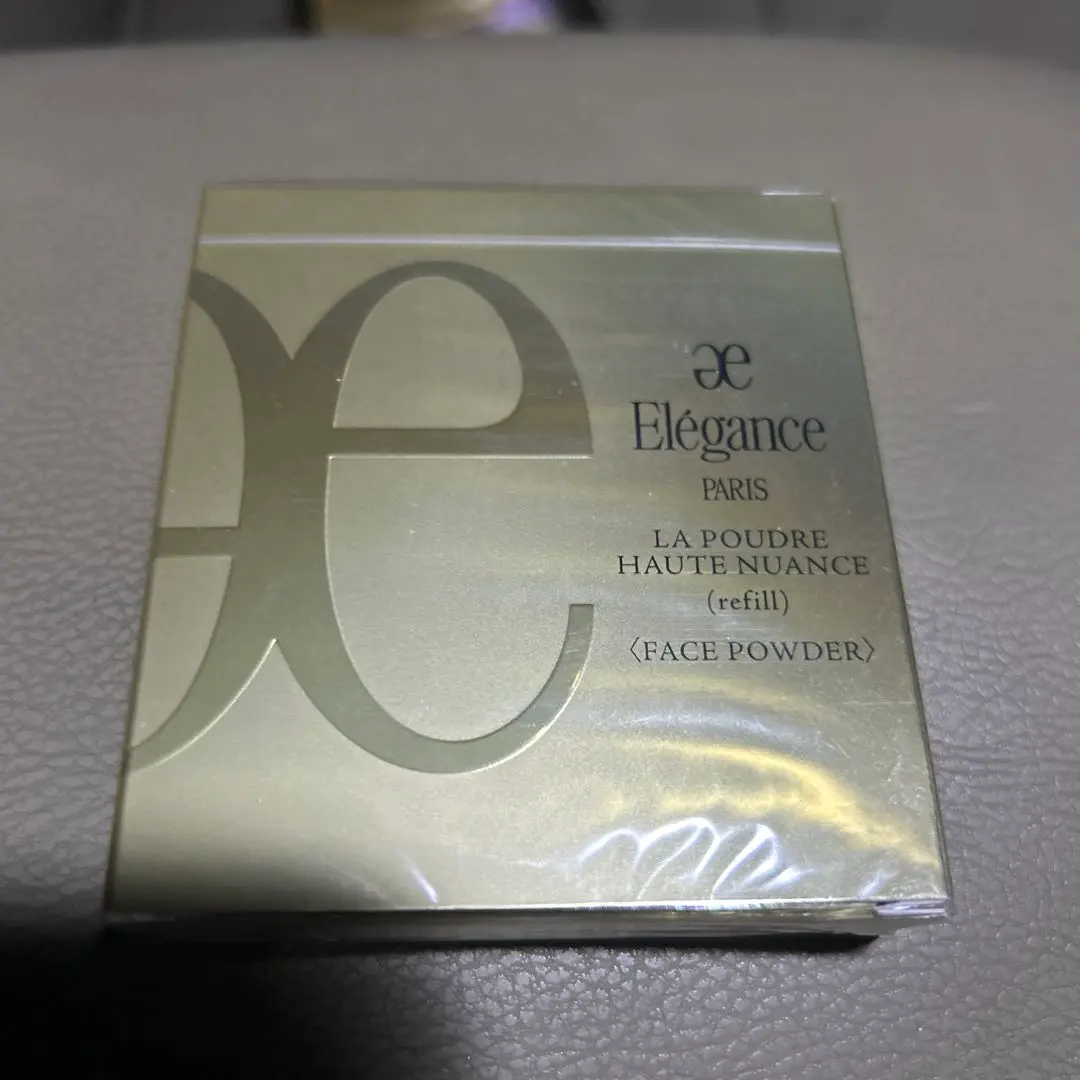 Elégance
PARIS
LA POUDRE
HAUTE NUANCE
(refill)
〈FACE POWDER〉